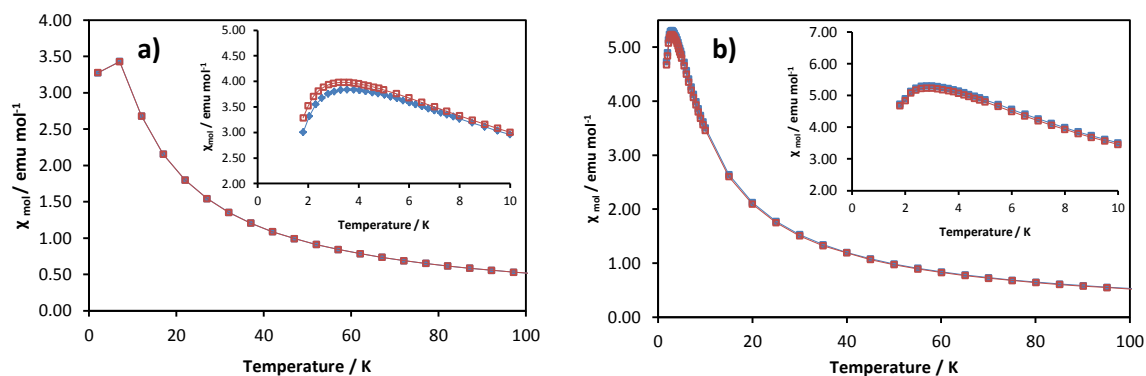 a)
4.00
3.50
3.00
2.50
2.00
1.50
1.00
0.50
0.00
χ mol / emu mol-1
0 20 40 60 80 100
Temperature / K
5.00
4.50
4.00
3.50
3.00
2.50
2.00
χmol / emu mol-1
0 2 4 6 8 10
Temperature / K
b)
5.00
4.00
3.00
2.00
1.00
0.00
χ mol / emu mol-1
0 20 40 60 80 100
Temperature / K
7.00
6.00
5.00
4.00
3.00
2.00
χ mol / emu mol-1
0 2 4 6 8 10
Temperature / K